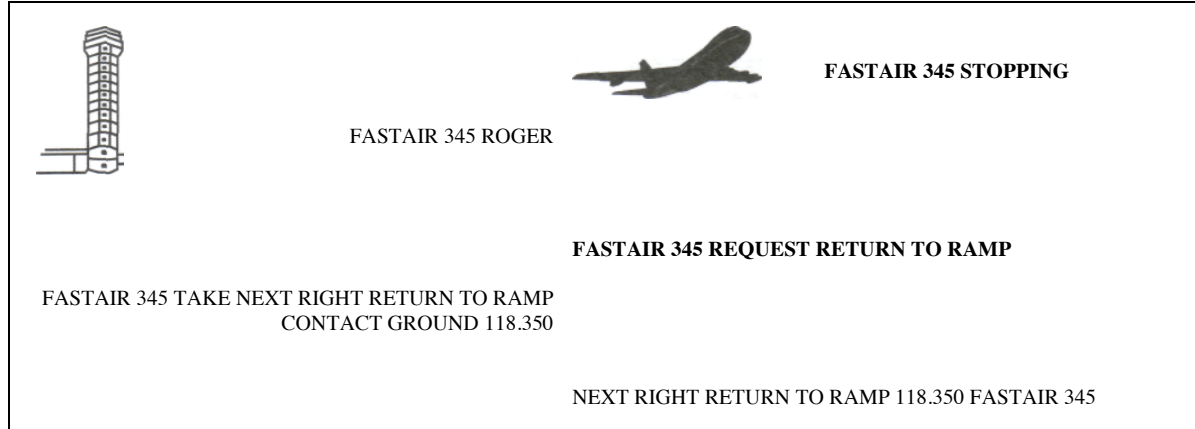 FASTAIR 345 STOPPING
FASTAIR 345 ROGER
FASTAIR 345 REQUEST RETURN TO RAMP
FASTAIR 345 TAKE NEXT RIGHT RETURN TO RAMP
CONTACT GROUND 118.350
NEXT RIGHT RETURN TO RAMP 118.350 FASTAIR 345